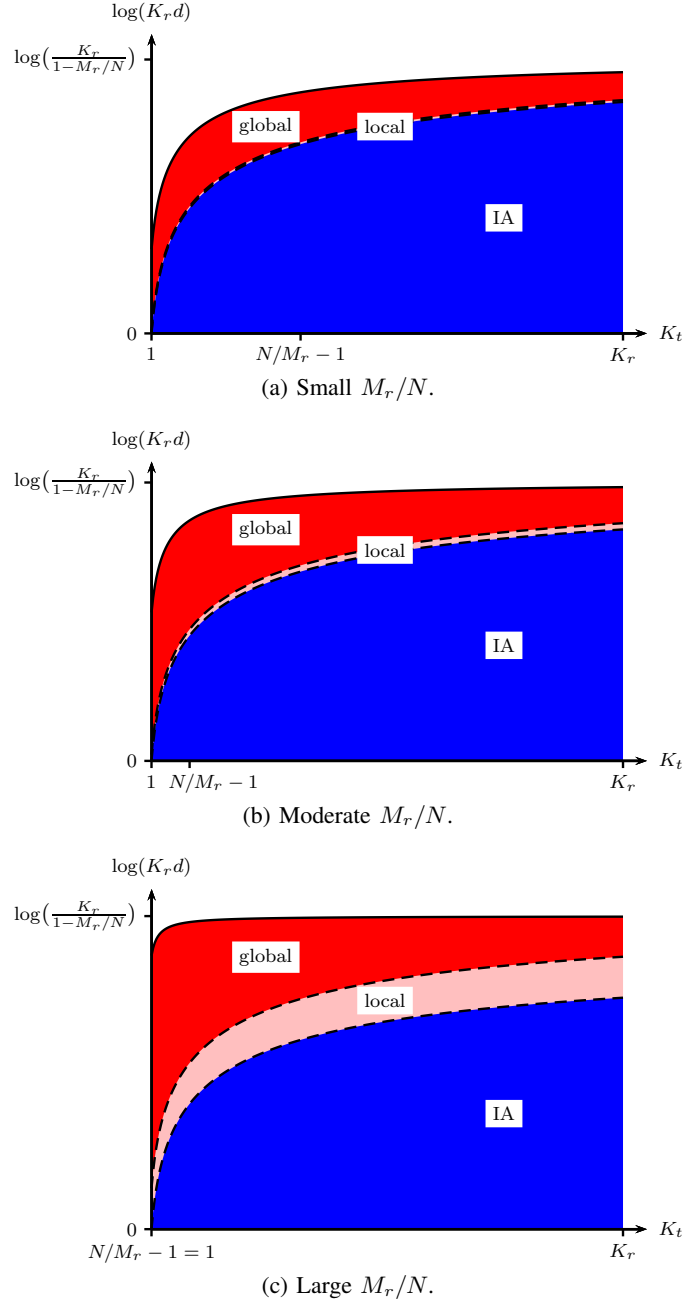 log(K_r d)
log(K_r/(1−M_r/N))
global
local
IA
0
1
N/M_r − 1
K_r
K_t
(a) Small M_r/N.
log(K_r d)
log(K_r/(1−M_r/N))
global
local
IA
0
1
N/M_r − 1
K_r
K_t
(b) Moderate M_r/N.
log(K_r d)
log(K_r/(1−M_r/N))
global
local
IA
0
N/M_r − 1 = 1
K_r
K_t
(c) Large M_r/N.